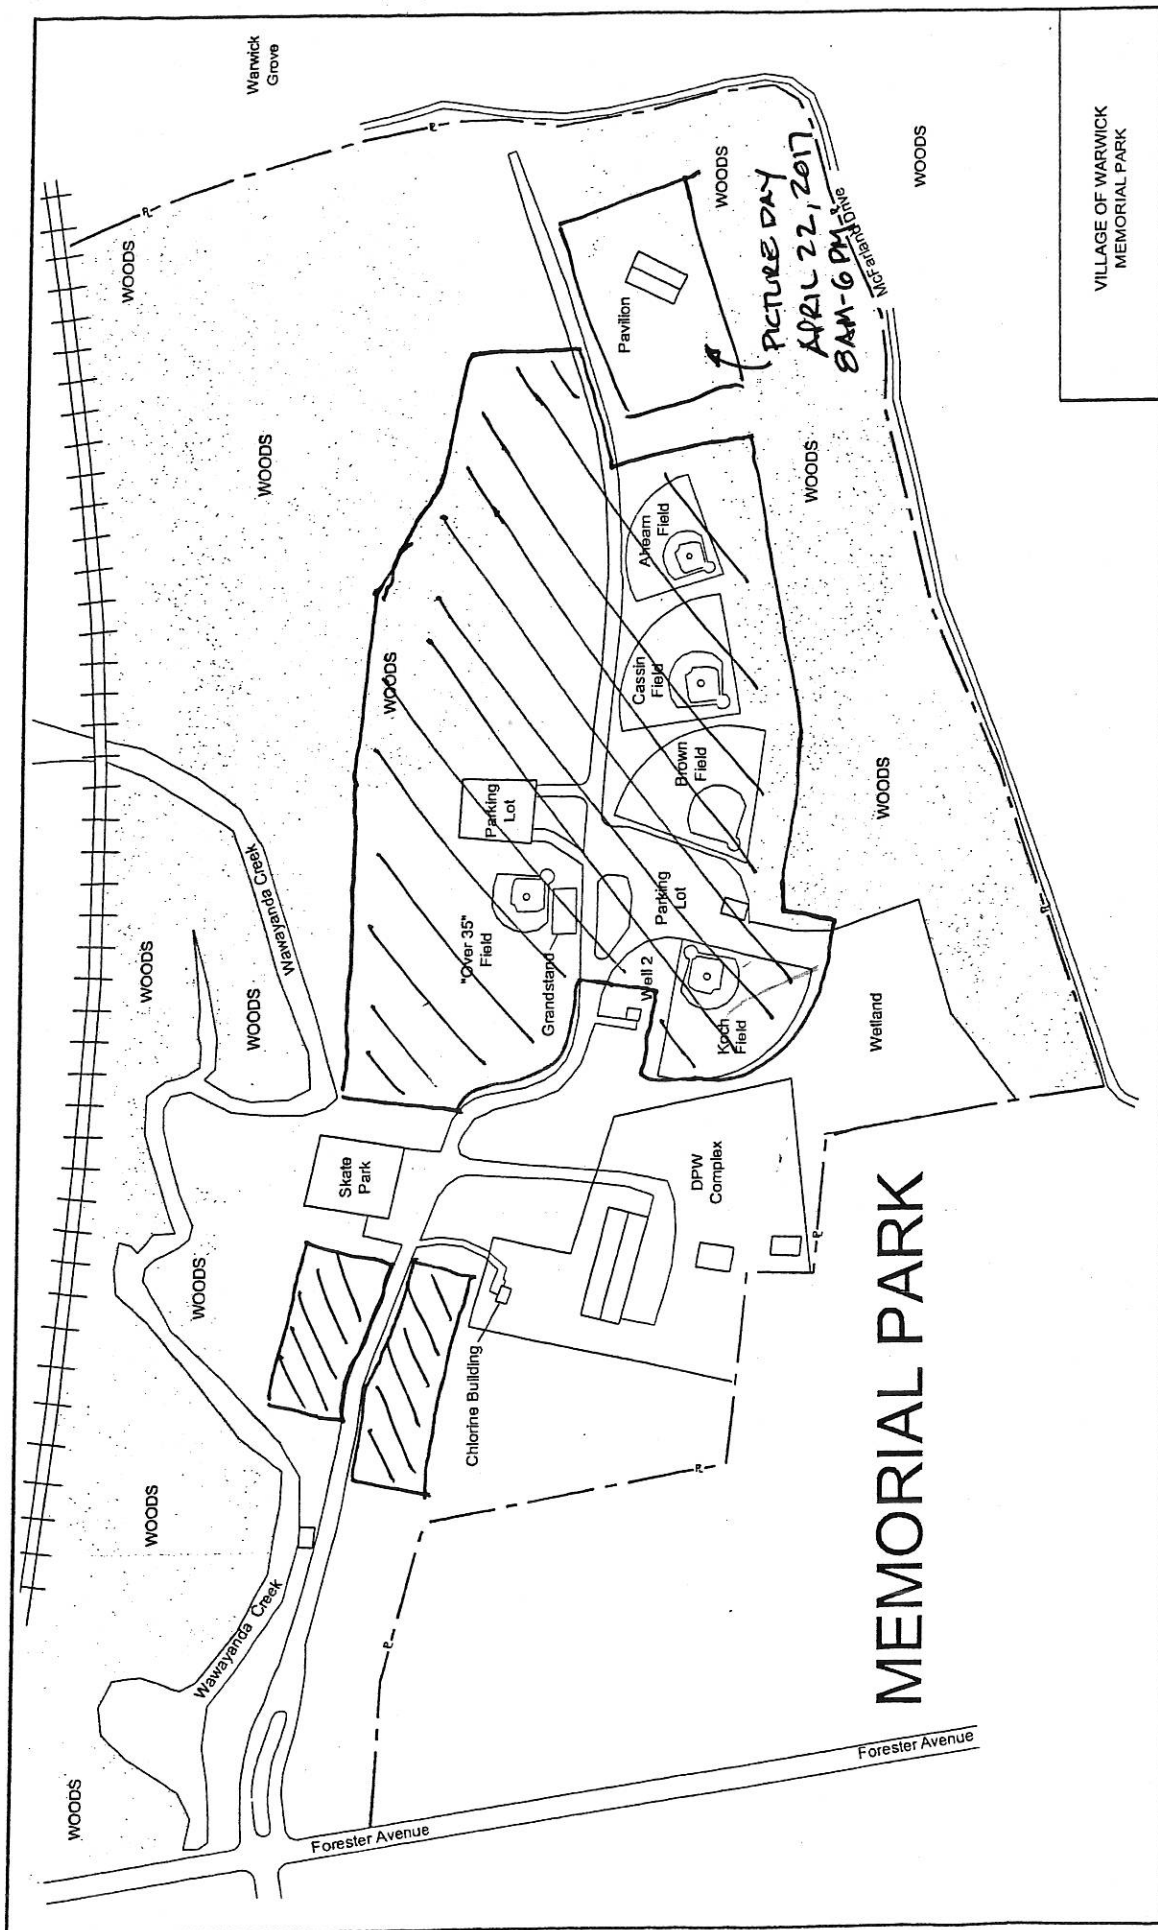 WOODS
Forester Avenue
Forester Avenue
Wawayanda Creek
WOODS
WOODS
Chlorine Building
Skate
Park
DPW
Complex
WOODS
WOODS
Wawayanda Creek
"Over 35"
Field
Grandstand
Well 2
Koch
Field
Wetland
Parking
Lot
Parking
Lot
WOODS
Brown
Field
Cassin
Field
Ahearn
Field
WOODS
WOODS
WOODS
WOODS
Pavilion
WOODS
PICTURE DAY
APRIL 22, 2017
8AM-6PM
McFarland Drive
WOODS
Warwick
Grove
P
P
P
P
P
P
P
MEMORIAL PARK
VILLAGE OF WARWICK
MEMORIAL PARK